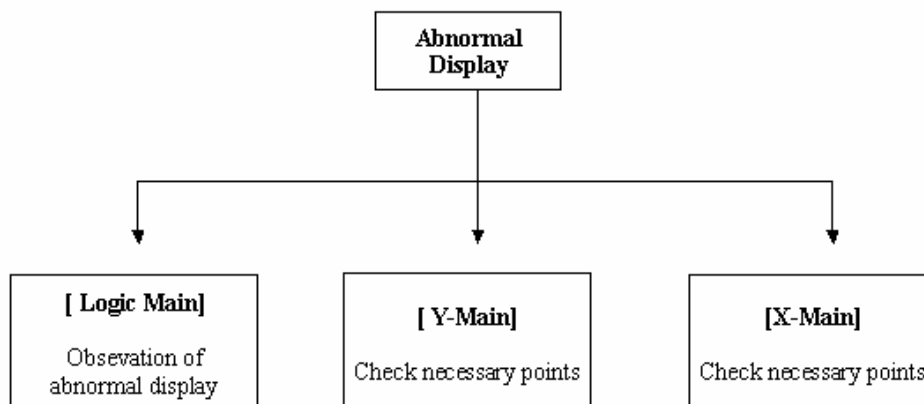 Abnormal
Display
[ Logic Main]
Obsevation of
abnormal display
[ Y-Main]
Check necessary points
[X-Main]
Check necessary points